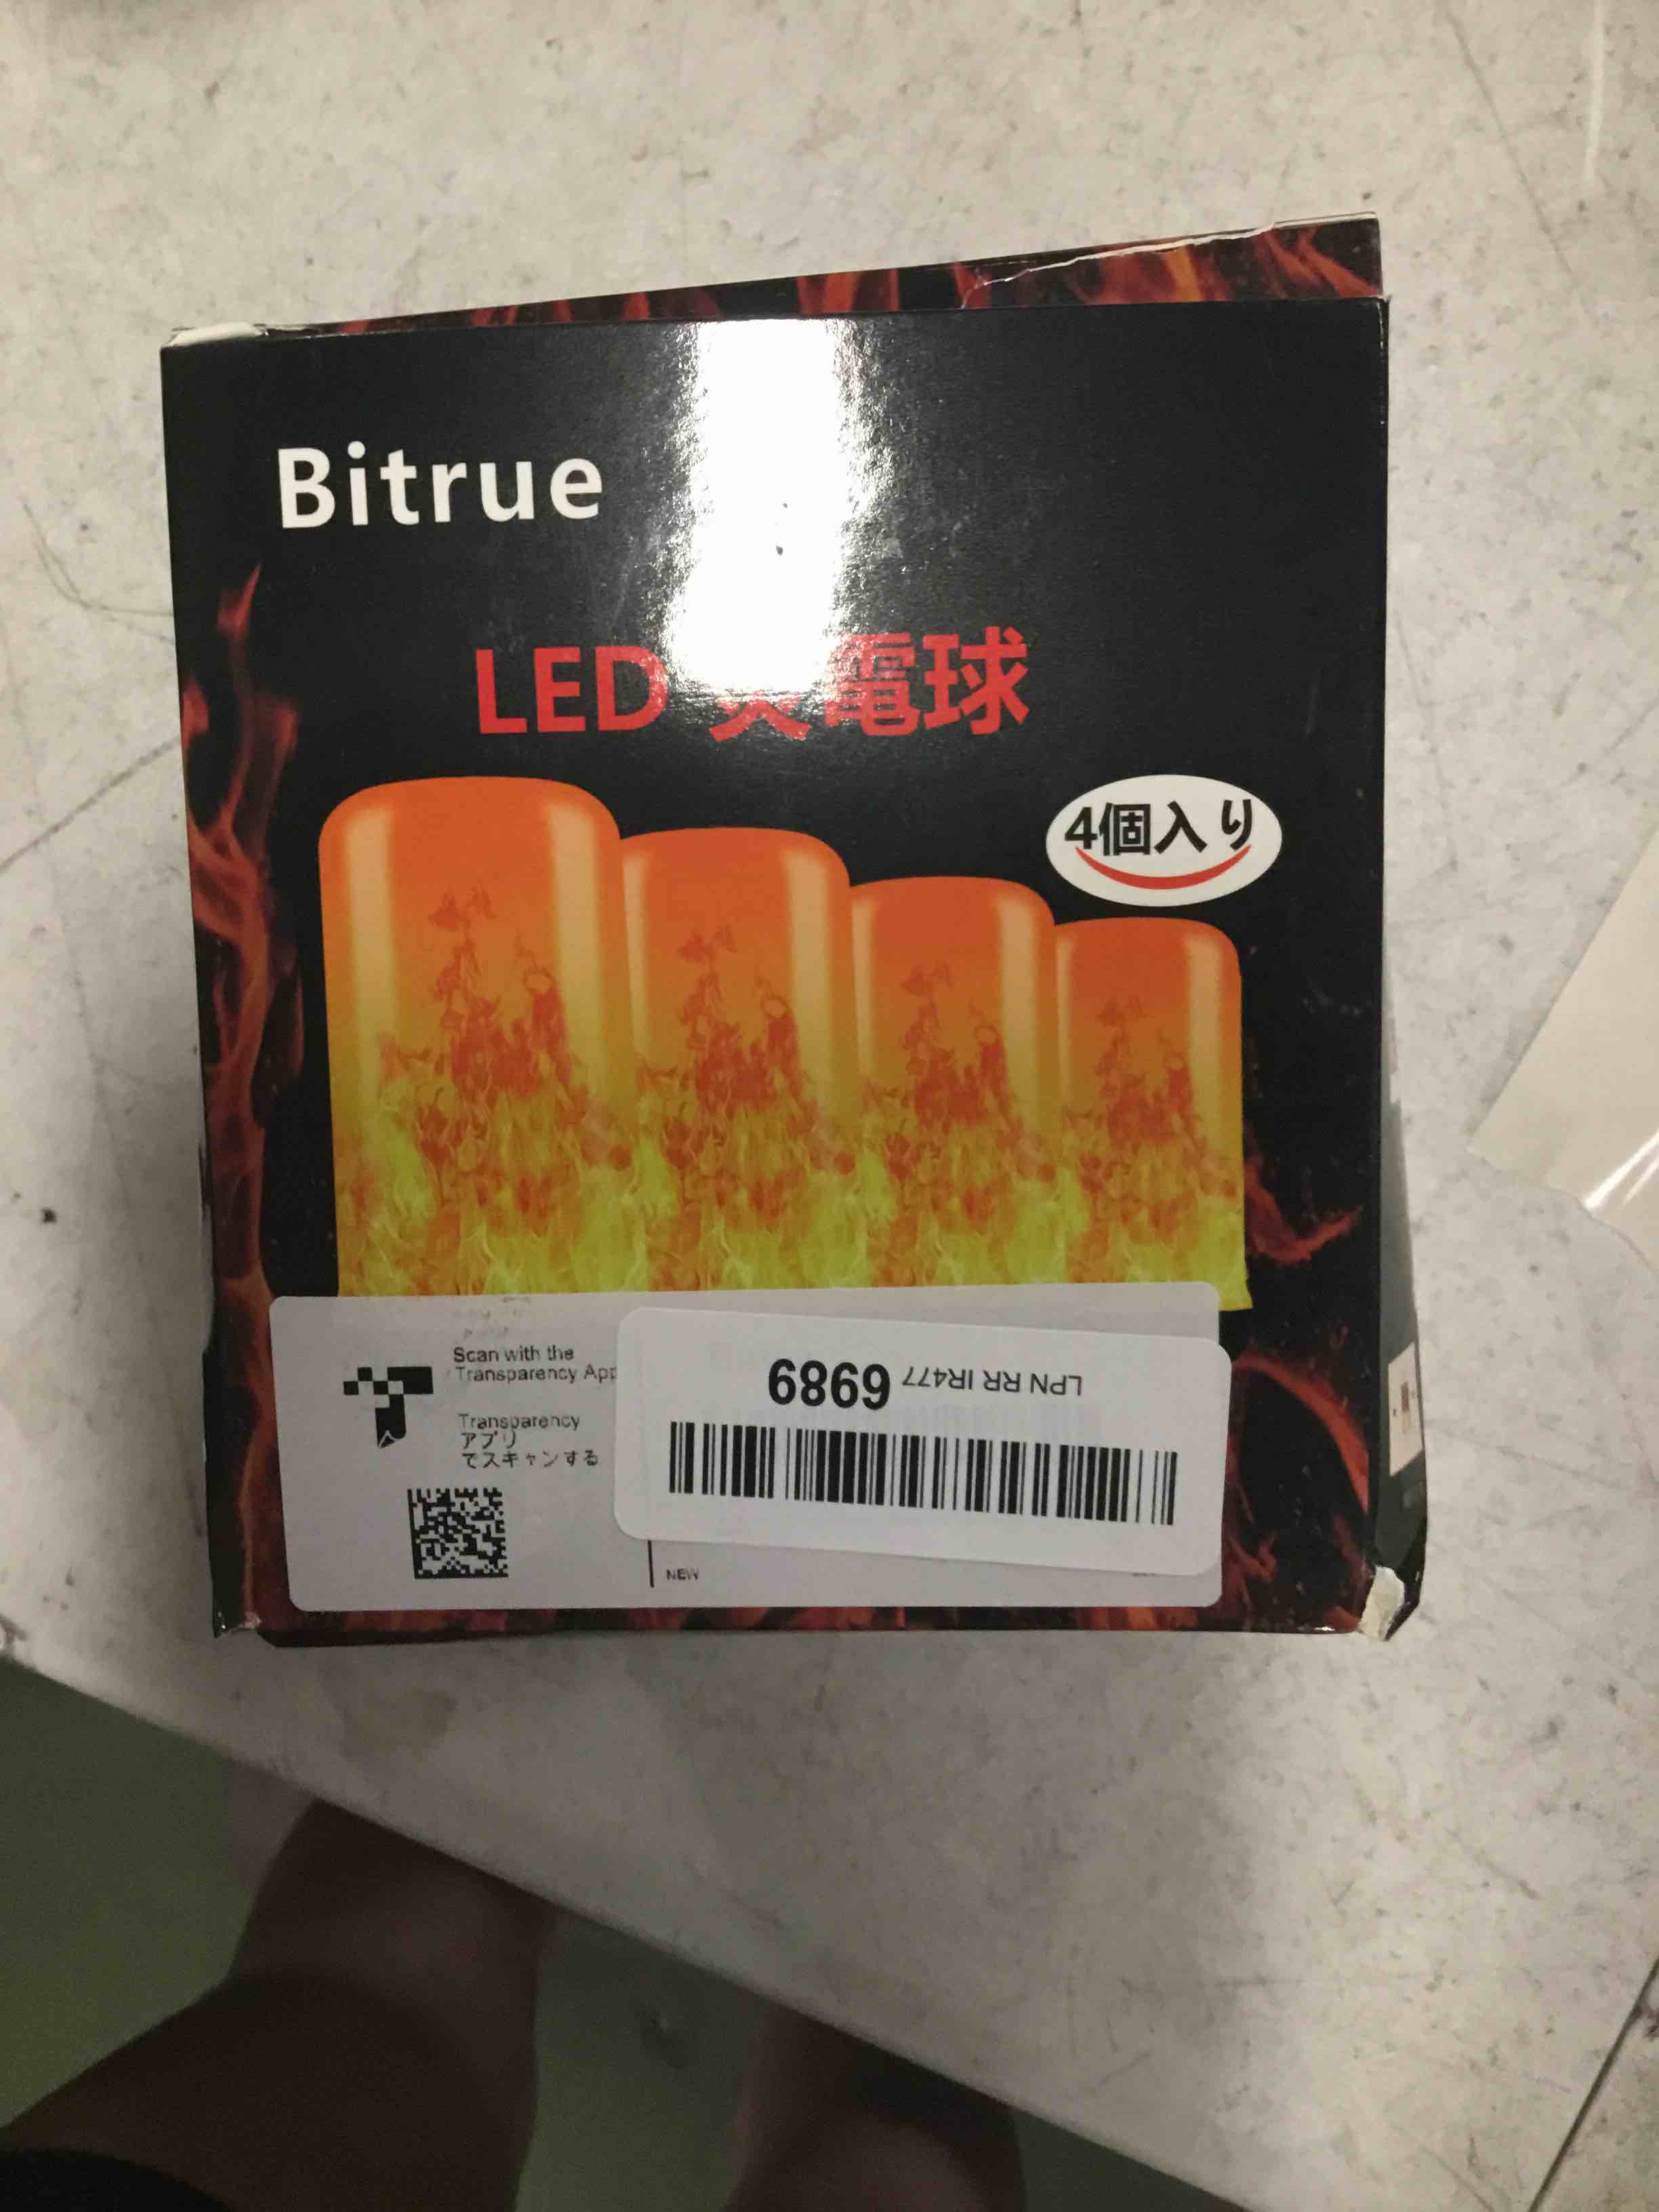 Bitrue
LED 電球
4個入り
Scan with the
Transparency App
Transparency
アプリ
でスキャンする
LPN RR IR477 6989
NEW